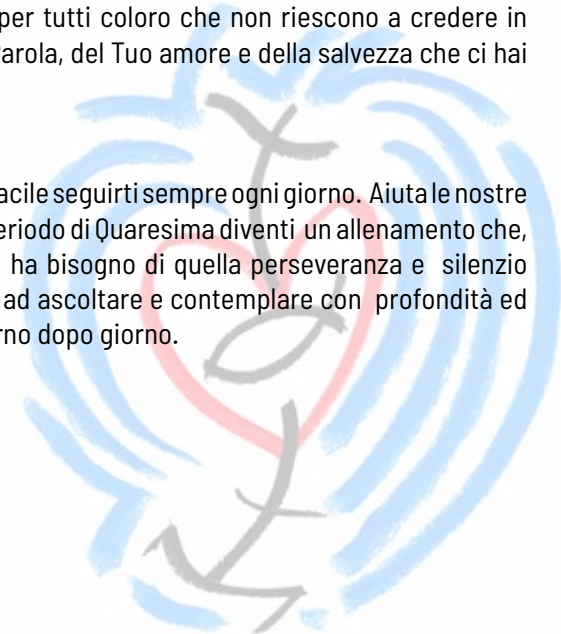 per tutti coloro che non riescono a credere in
Parola, del Tuo amore e della salvezza che ci hai
acile seguirti sempre ogni giorno. Aiuta le nostre
eriodo di Quaresima diventi un allenamento che,
ha bisogno di quella perseveranza e silenzio
ad ascoltare e contemplare con profondità ed
rno dopo giorno.